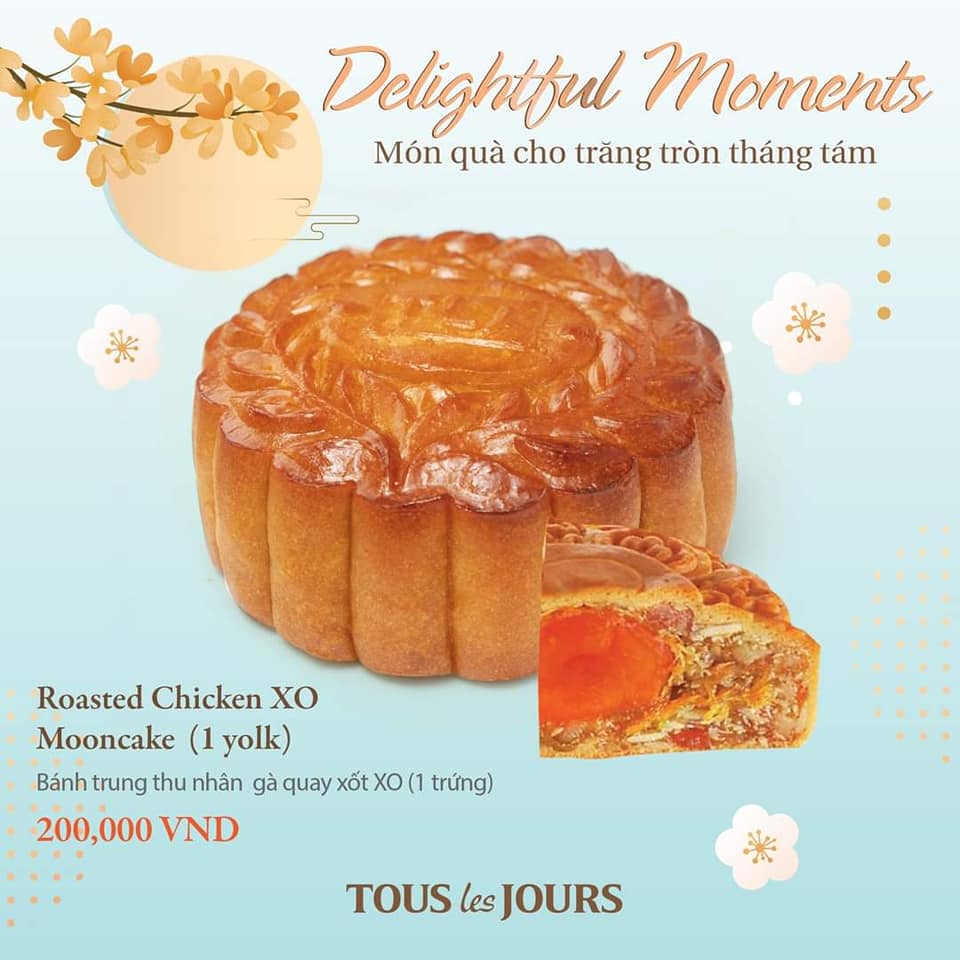 Delightful Moments
Món quà cho trăng tròn tháng tám
Roasted Chicken XO
Mooncake (1 yolk)
Bánh trung thu nhân gà quay xốt XO (1 trứng)
200,000 VND
TOUS les JOURS